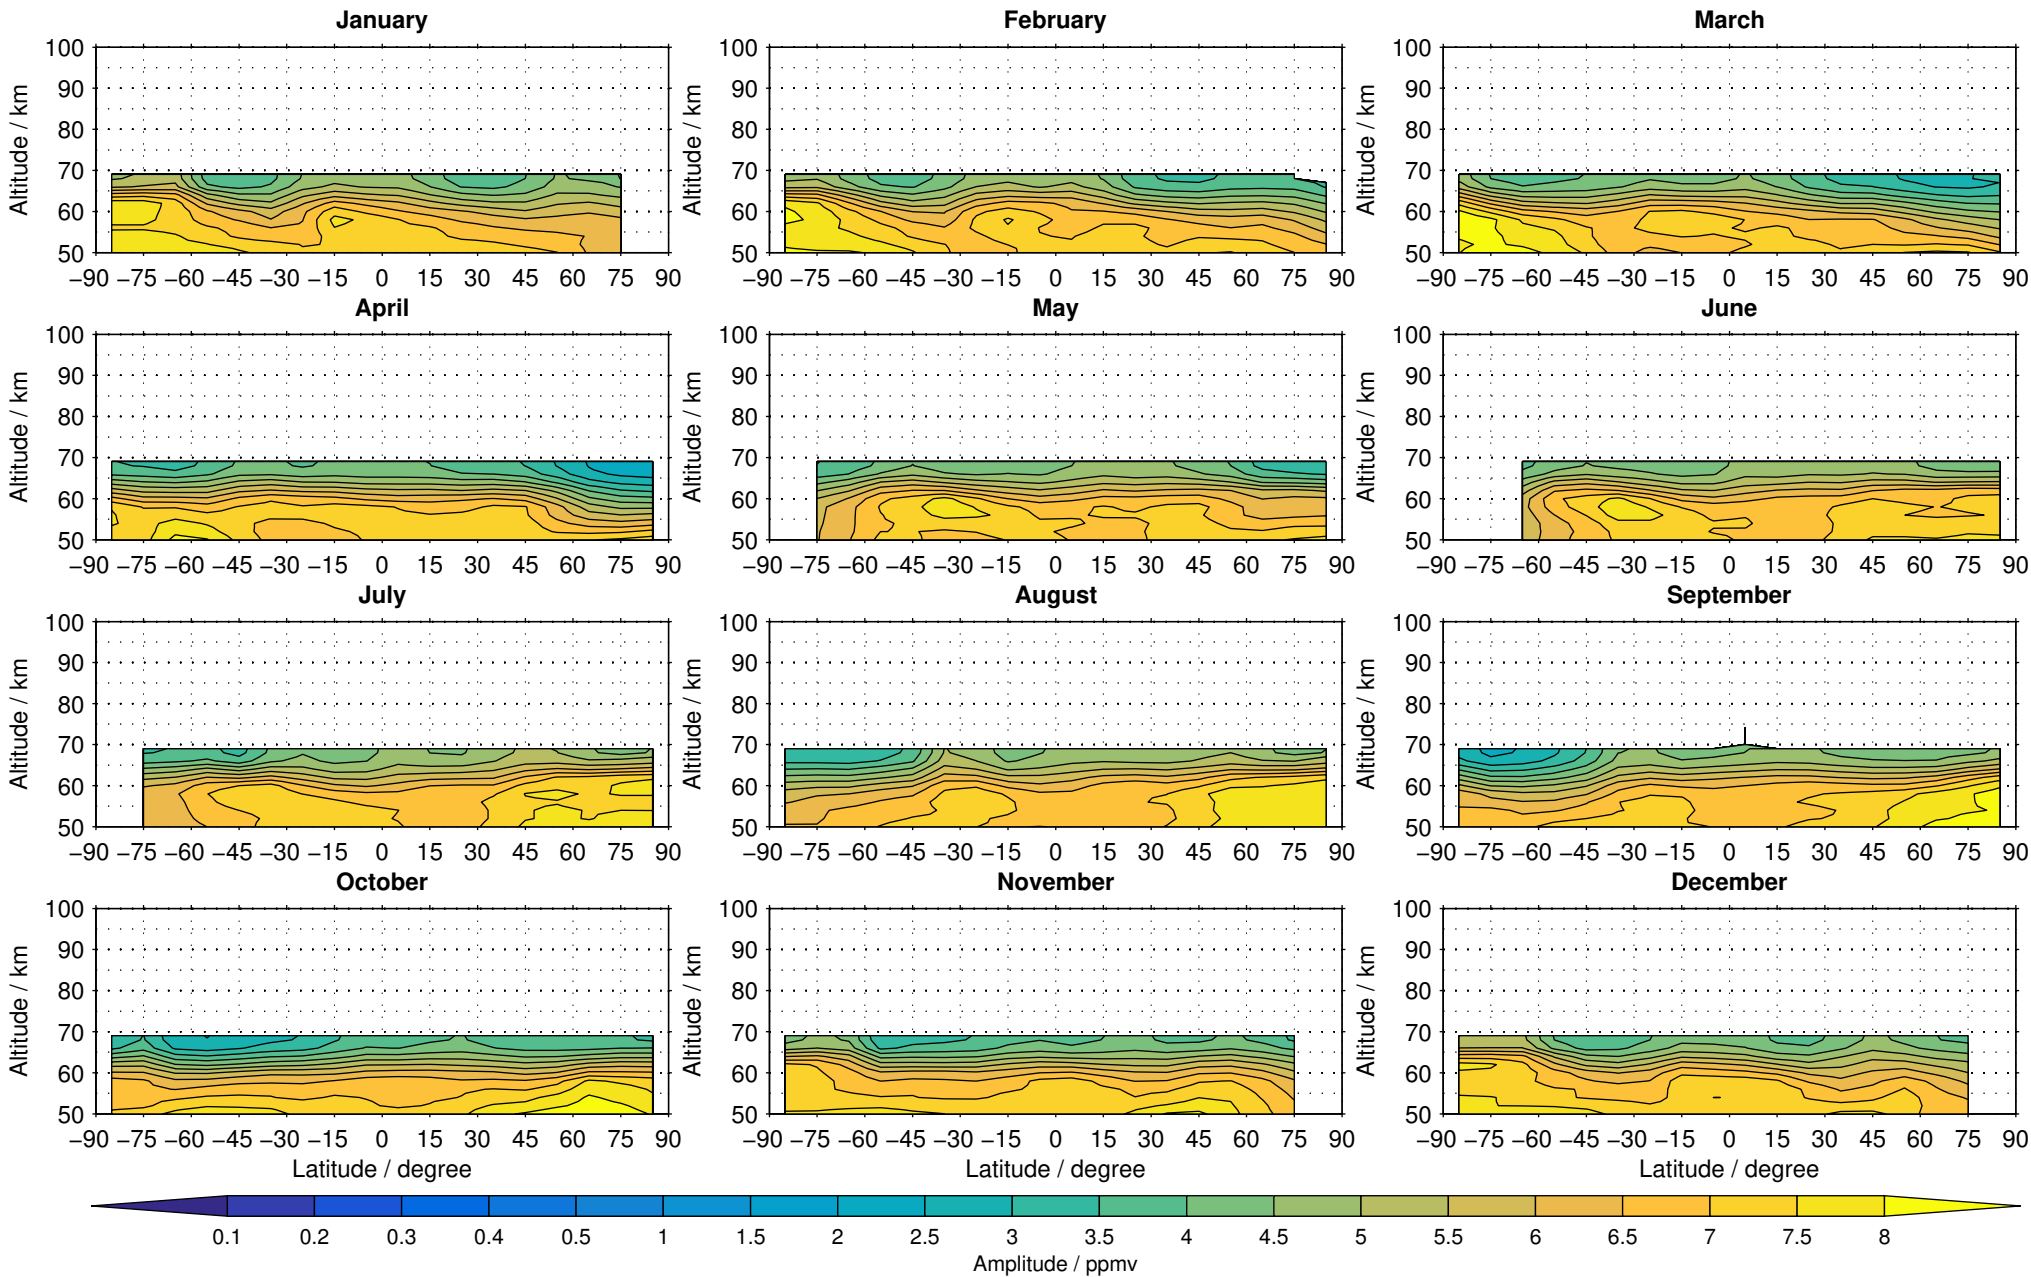 January February March
100 100 100
90 90 90
80 80 80
70 70 70
60 60 60
50 50 50
Altitude / km Altitude / km Altitude / km
−90 −75 −60 −45 −30 −15 0 15 30 45 60 75 90 −90 −75 −60 −45 −30 −15 0 15 30 45 60 75 90 −90 −75 −60 −45 −30 −15 0 15 30 45 60 75 90
April May June
100 100 100
90 90 90
80 80 80
70 70 70
60 60 60
50 50 50
Altitude / km Altitude / km Altitude / km
−90 −75 −60 −45 −30 −15 0 15 30 45 60 75 90 −90 −75 −60 −45 −30 −15 0 15 30 45 60 75 90 −90 −75 −60 −45 −30 −15 0 15 30 45 60 75 90
July August September
100 100 100
90 90 90
80 80 80
70 70 70
60 60 60
50 50 50
Altitude / km Altitude / km Altitude / km
−90 −75 −60 −45 −30 −15 0 15 30 45 60 75 90 −90 −75 −60 −45 −30 −15 0 15 30 45 60 75 90 −90 −75 −60 −45 −30 −15 0 15 30 45 60 75 90
October November December
100 100 100
90 90 90
80 80 80
70 70 70
60 60 60
50 50 50
Altitude / km Altitude / km Altitude / km
−90 −75 −60 −45 −30 −15 0 15 30 45 60 75 90 −90 −75 −60 −45 −30 −15 0 15 30 45 60 75 90 −90 −75 −60 −45 −30 −15 0 15 30 45 60 75 90
Latitude / degree Latitude / degree Latitude / degree
0.1 0.2 0.3 0.4 0.5 1 1.5 2 2.5 3 3.5 4 4.5 5 5.5 6 6.5 7 7.5 8
Amplitude / ppmv